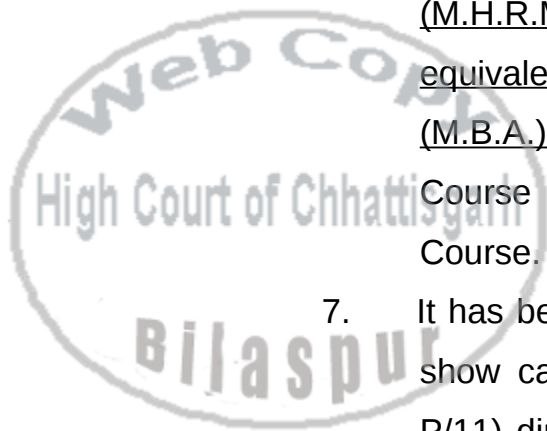 (M.H.R.M
equivale
(M.B.A.)
Course
Course.
7. It has be
show ca
P/11) di
Web Copy
High Court of Chhattisgarh
Bilaspur